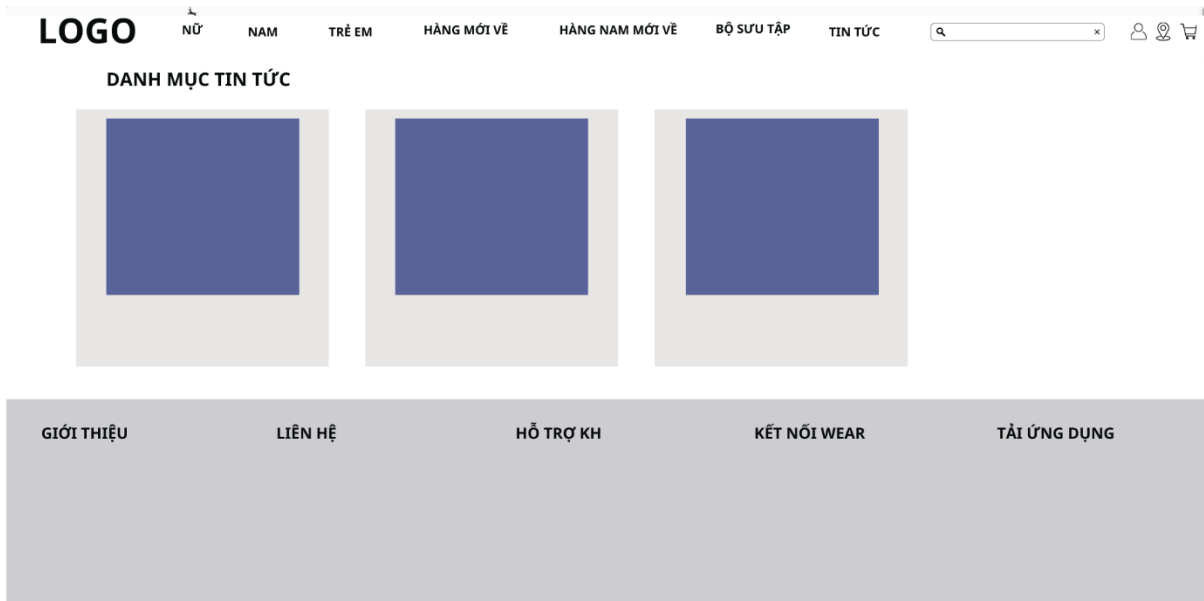 LOGO
NỮ
NAM
TRẺ EM
HÀNG MỚI VỀ
HÀNG NAM MỚI VỀ
BỘ SƯU TẬP
TIN TỨC
DANH MỤC TIN TỨC
GIỚI THIỆU
LIÊN HỆ
HỖ TRỢ KH
KẾT NỐI WEAR
TẢI ỨNG DỤNG